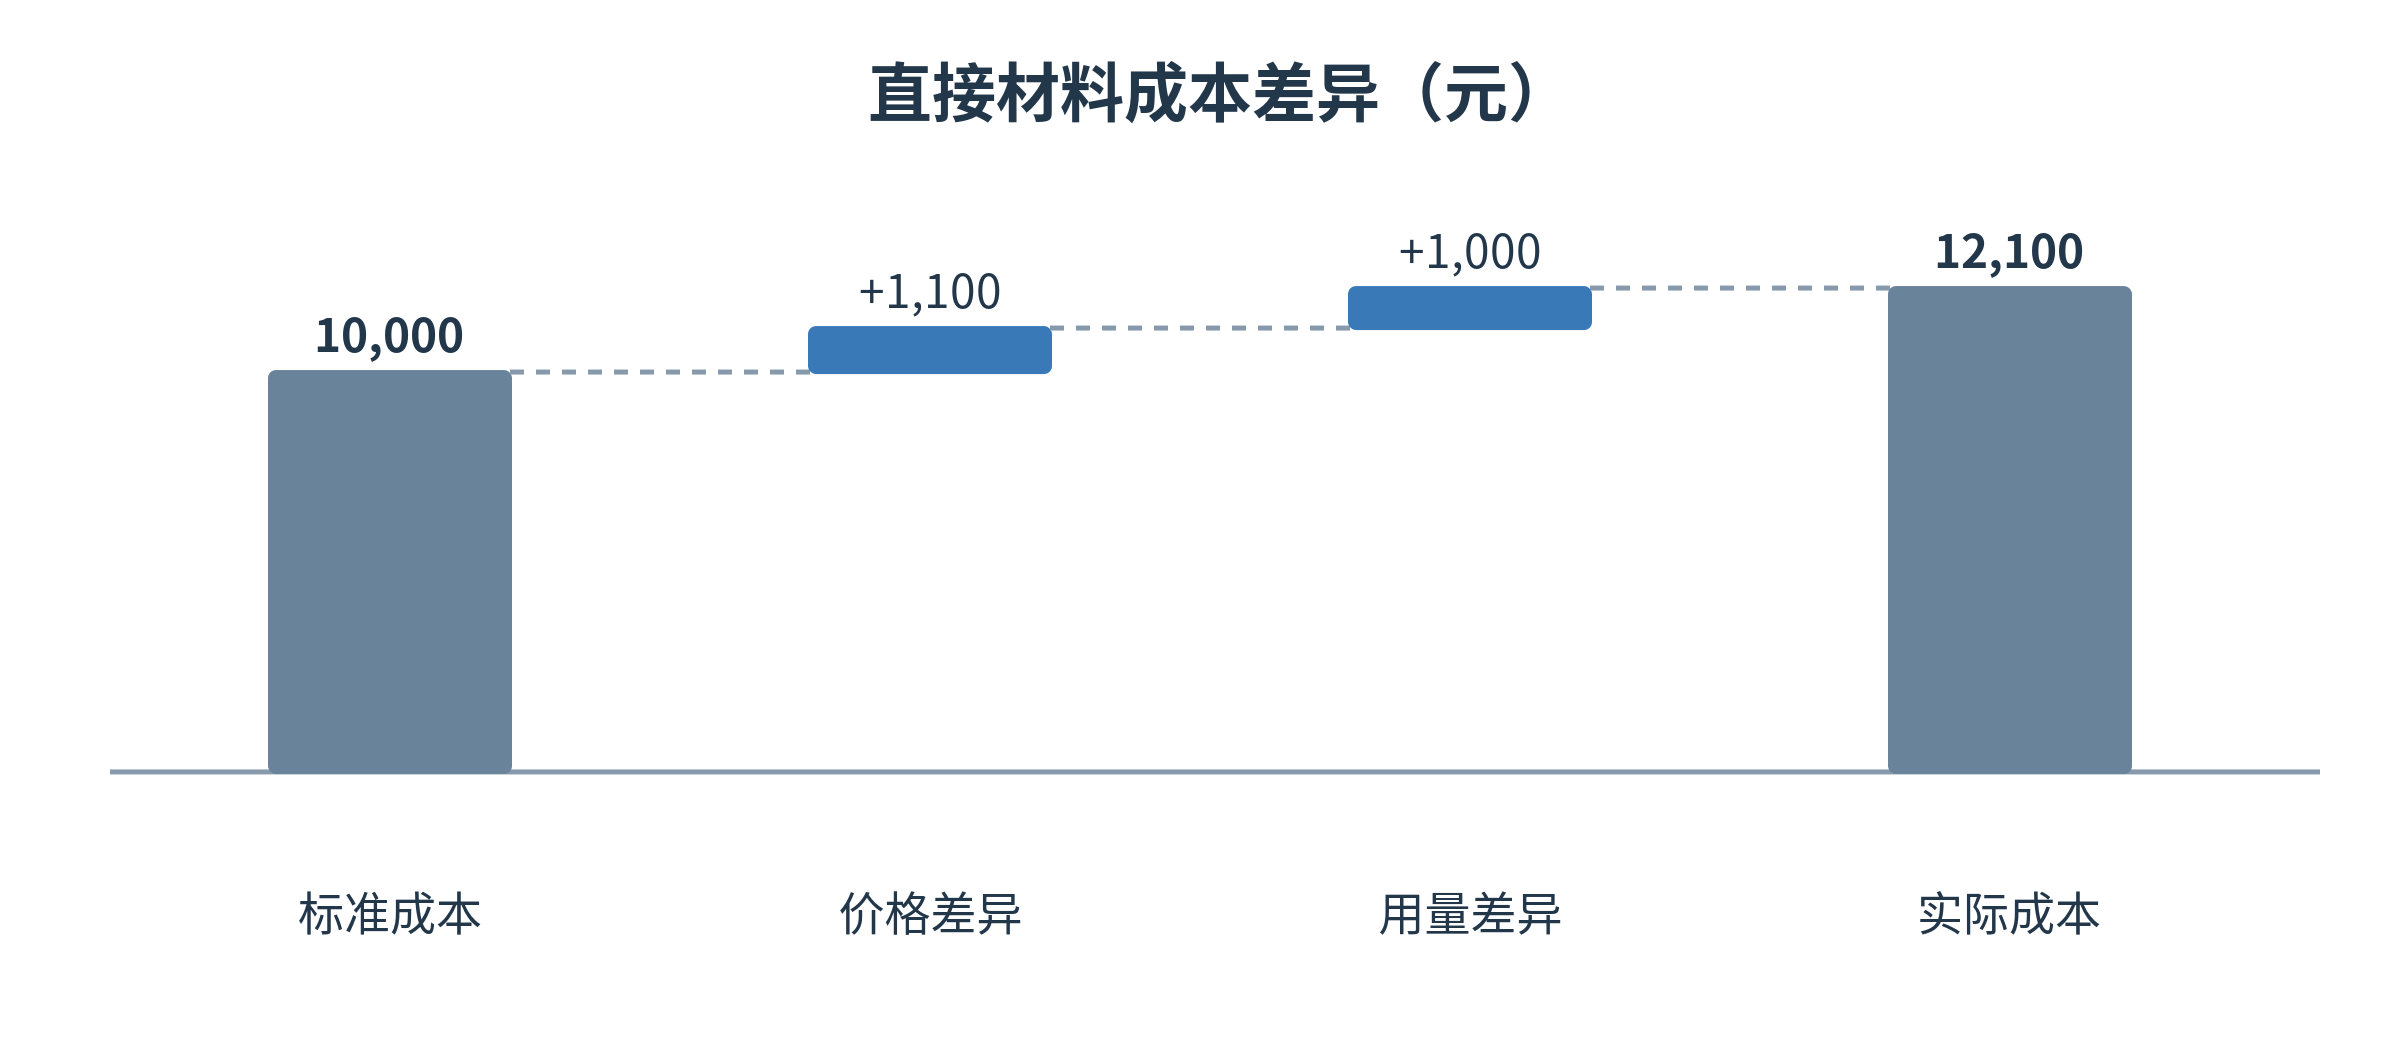 直接材料成本差异（元）
10,000
+1,100
+1,000
12,100
标准成本
价格差异
用量差异
实际成本